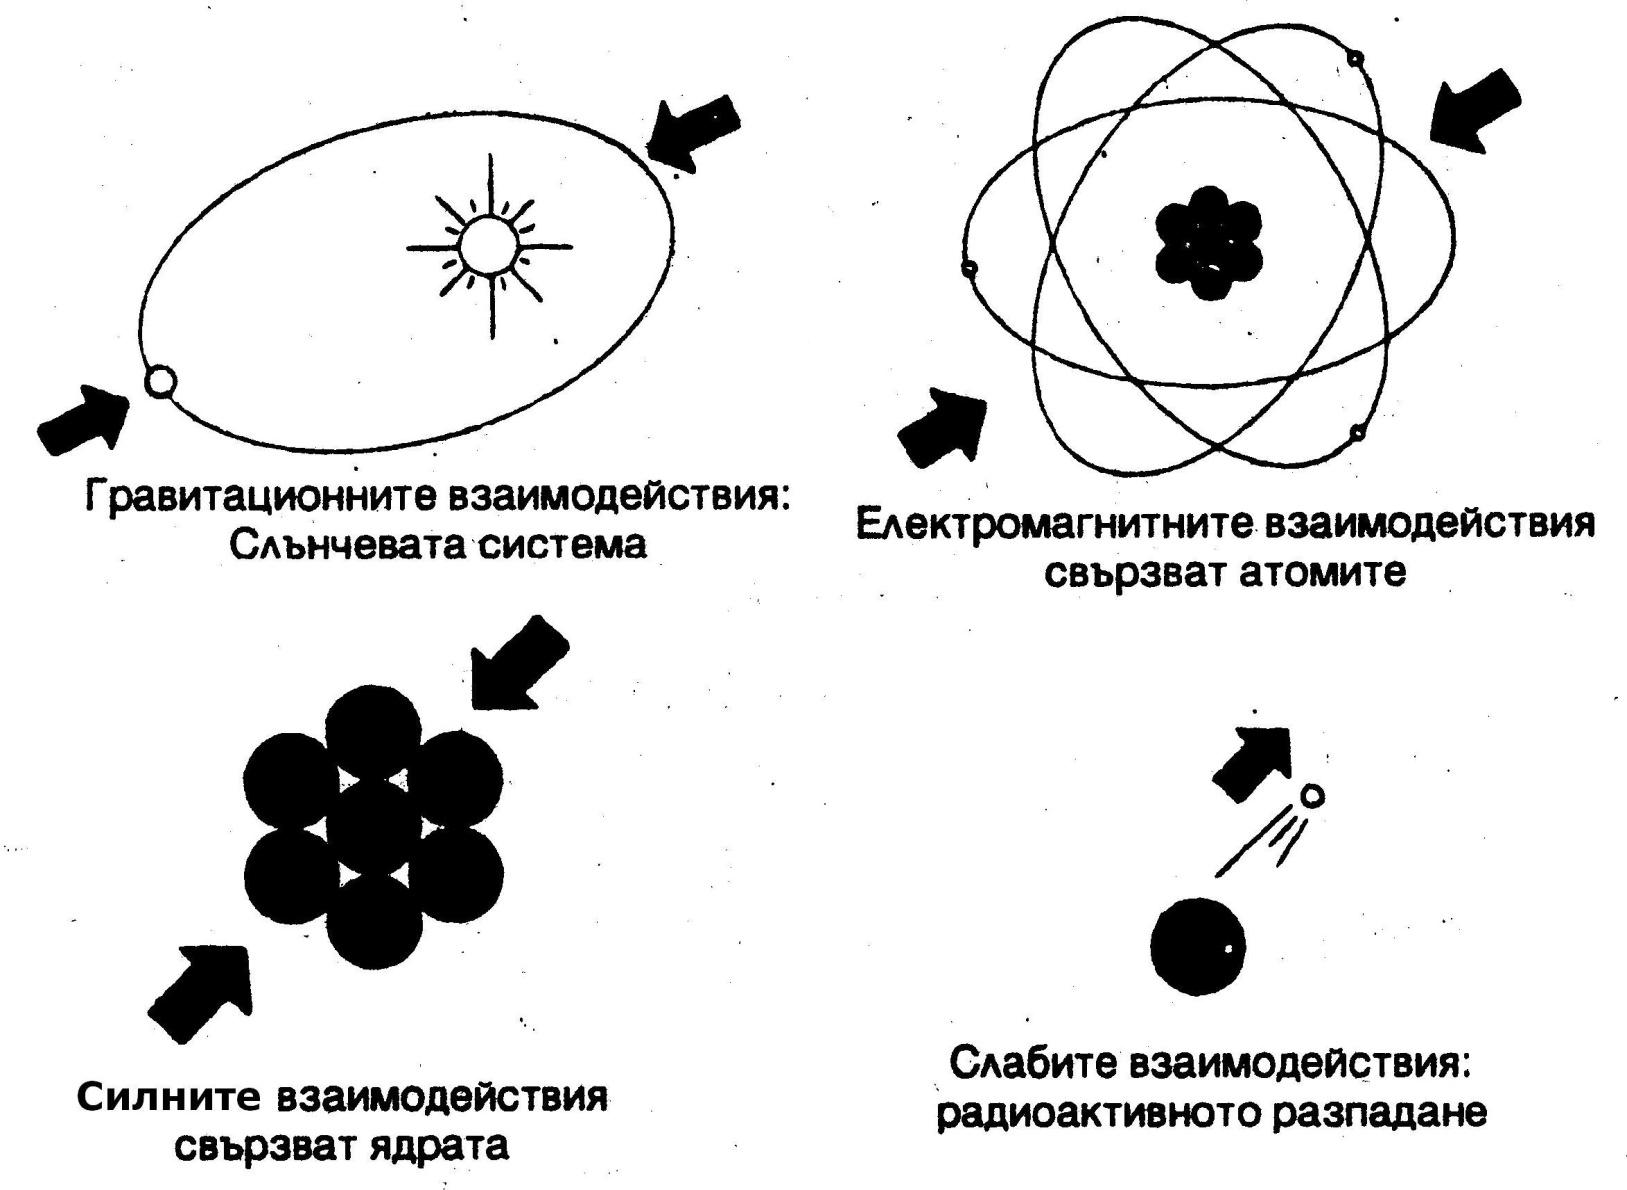 Гравитационните взаимодействия:
Слънчевата система
Електромагнитните взаимодействия
свързват атомите
Силните взаимодействия
свързват ядрата
Слабите взаимодействия:
радиоактивното разпадане